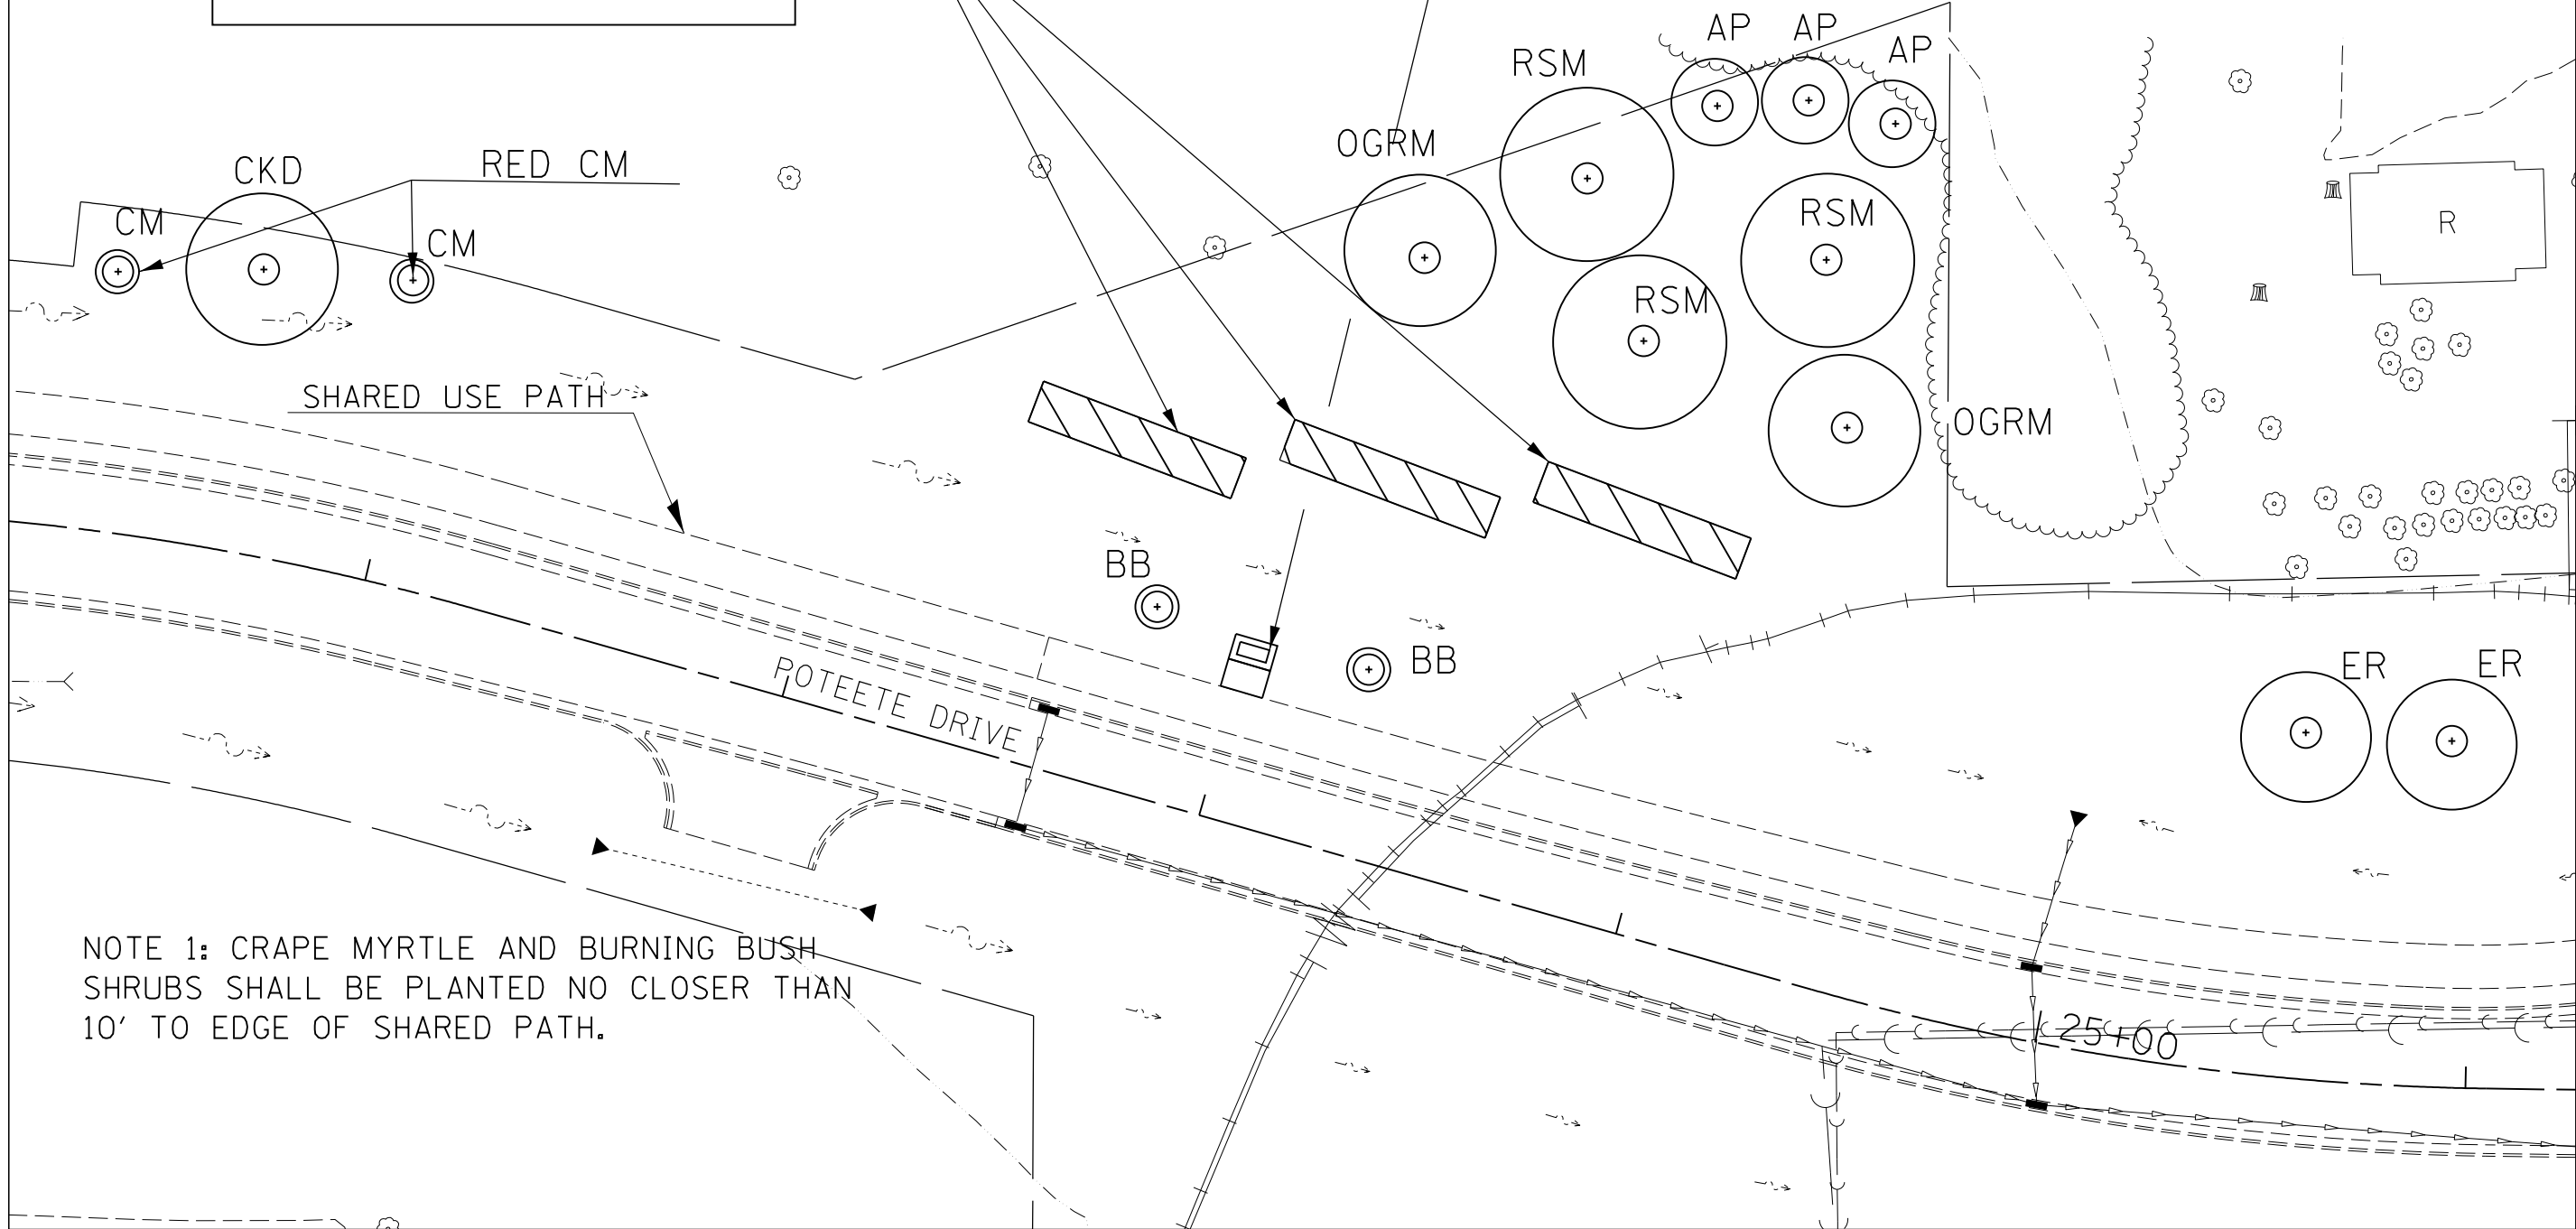 AP
AP
AP
RSM
OGRM
CKD
RED CM
RSM
R
CM
CM
RSM
SHARED USE PATH
OGRM
BB
BB
ER
ER
POTEETE DRIVE
NOTE 1: CRAPE MYRTLE AND BURNING BUSH
SHRUBS SHALL BE PLANTED NO CLOSER THAN
10' TO EDGE OF SHARED PATH.
25+00